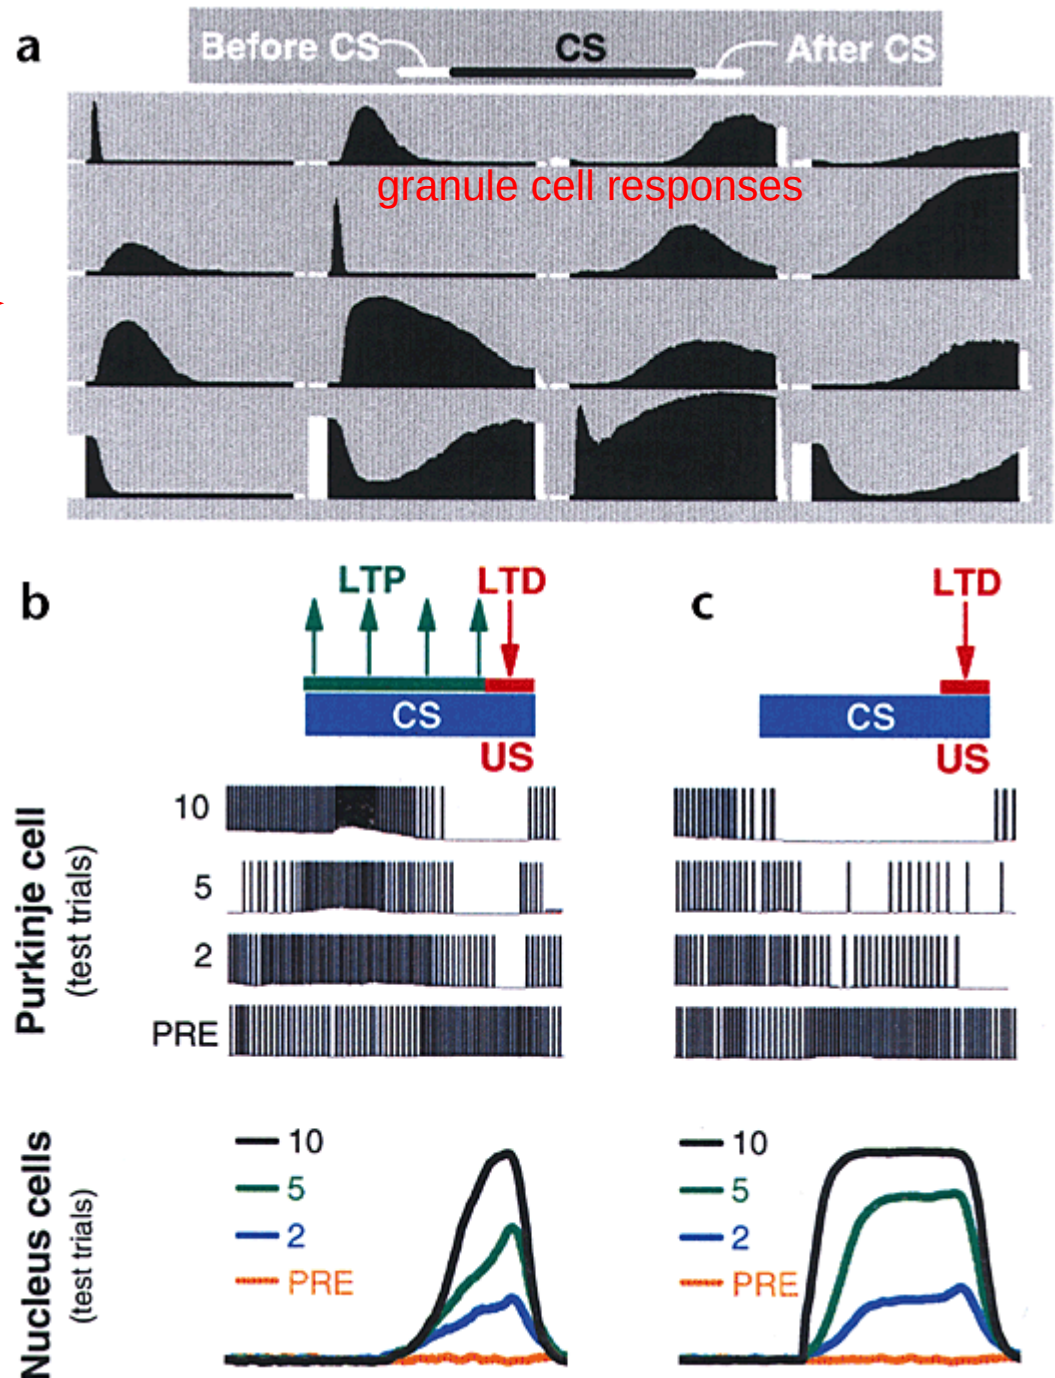 a
Before CS CS After CS
granule cell responses
b
LTP LTD
CS
US
c
LTD
CS
US
Purkinje cell
(test trials)
10
5
2
PRE
Nucleus cells
(test trials)
10
5
2
PRE
10
5
2
PRE